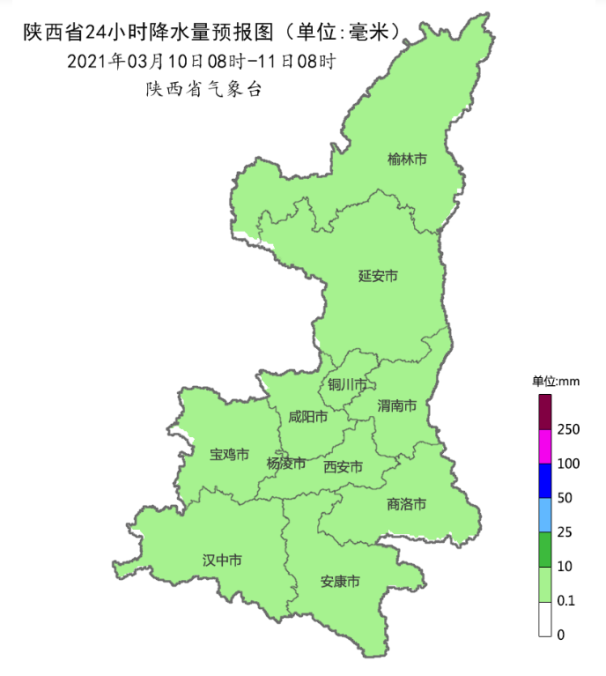 陕西省24小时降水量预报图（单位:毫米）
2021年03月10日08时-11日08时
陕西省气象台
榆林市
延安市
铜川市
渭南市
咸阳市
宝鸡市
杨陵市
西安市
商洛市
汉中市
安康市
单位:mm
250
100
50
25
10
0.1
0